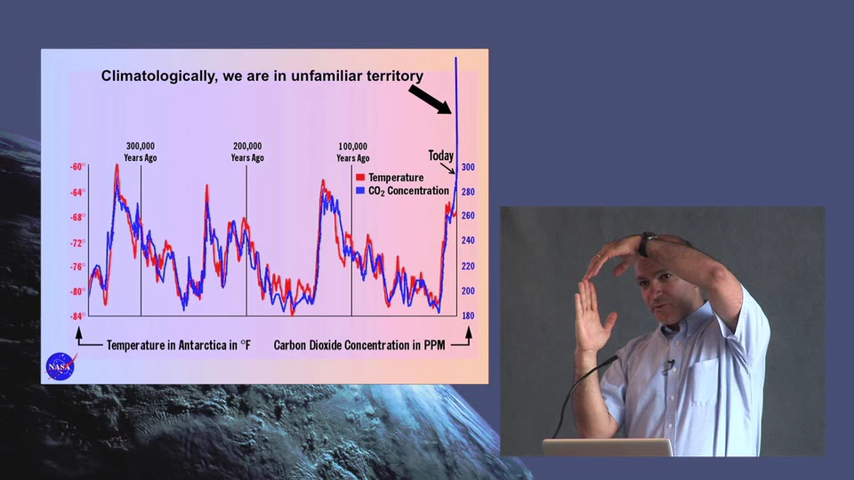 Climatologically, we are in unfamiliar territory
300,000
Years Ago
200,000
Years Ago
100,000
Years Ago
Today
Temperature
CO2 Concentration
-60°
-64°
-68°
-72°
-76°
-80°
-84°
300
280
260
240
220
200
180
Temperature in Antarctica in °F
Carbon Dioxide Concentration in PPM
NASA